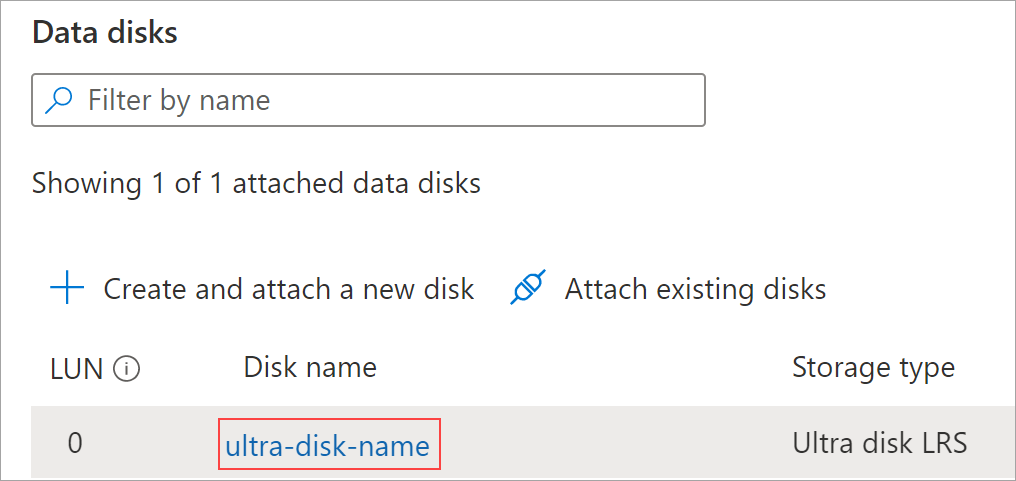 Data disks
Filter by name
Showing 1 of 1 attached data disks
Create and attach a new disk Attach existing disks
LUN Disk name Storage type
0 ultra-disk-name Ultra disk LRS